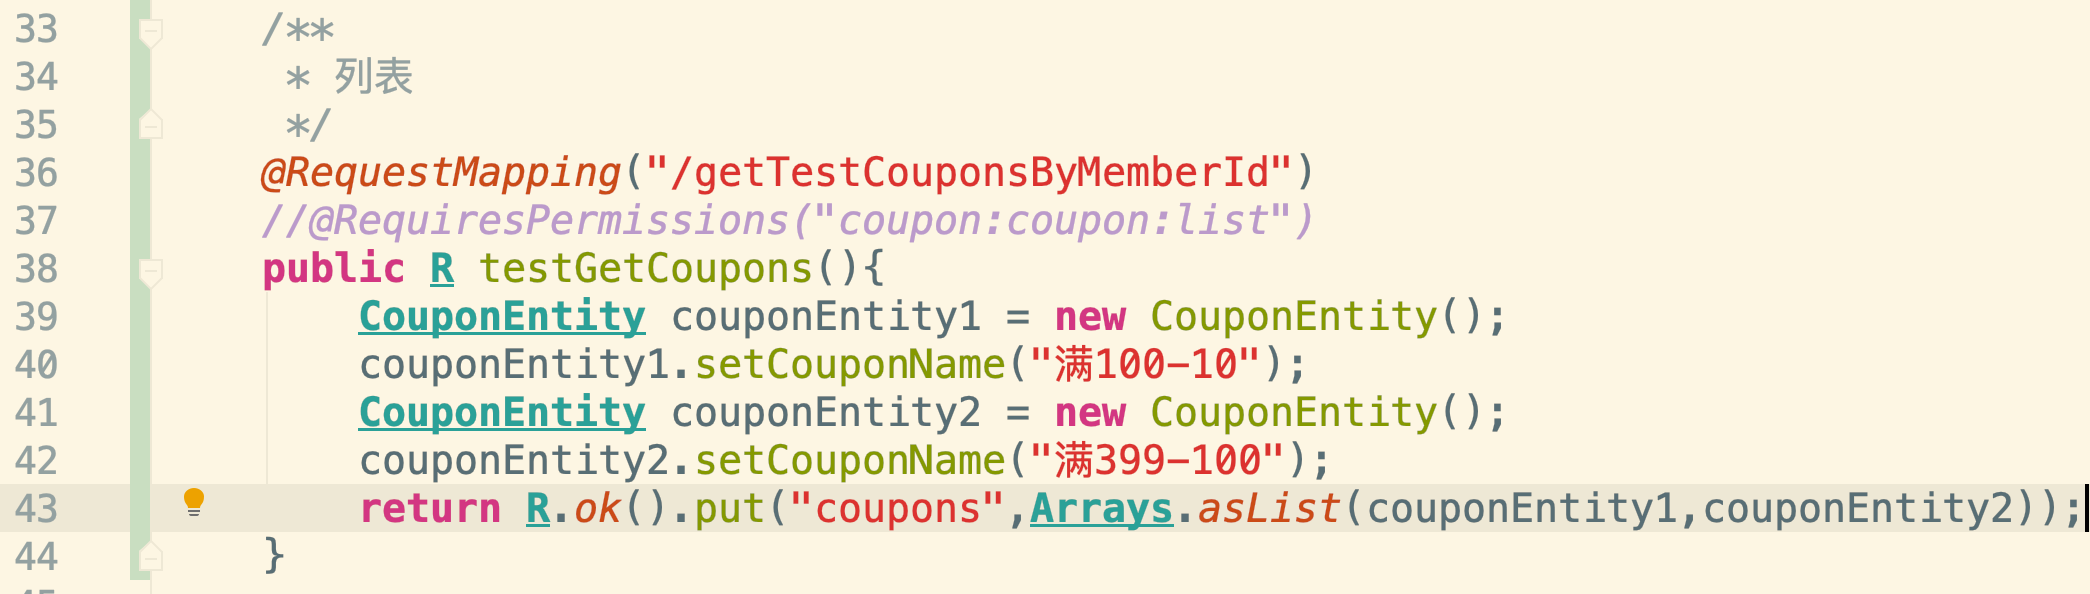 33 /**
34 * 列表
35 */
36 @RequestMapping("/getTestCouponsByMemberId")
37 //@RequiresPermissions("coupon:coupon:list")
38 public R testGetCoupons(){
39 CouponEntity couponEntity1 = new CouponEntity();
40 couponEntity1.setCouponName("满100-10");
41 CouponEntity couponEntity2 = new CouponEntity();
42 couponEntity2.setCouponName("满399-100");
43 return R.ok().put("coupons",Arrays.asList(couponEntity1,couponEntity2));
44 }